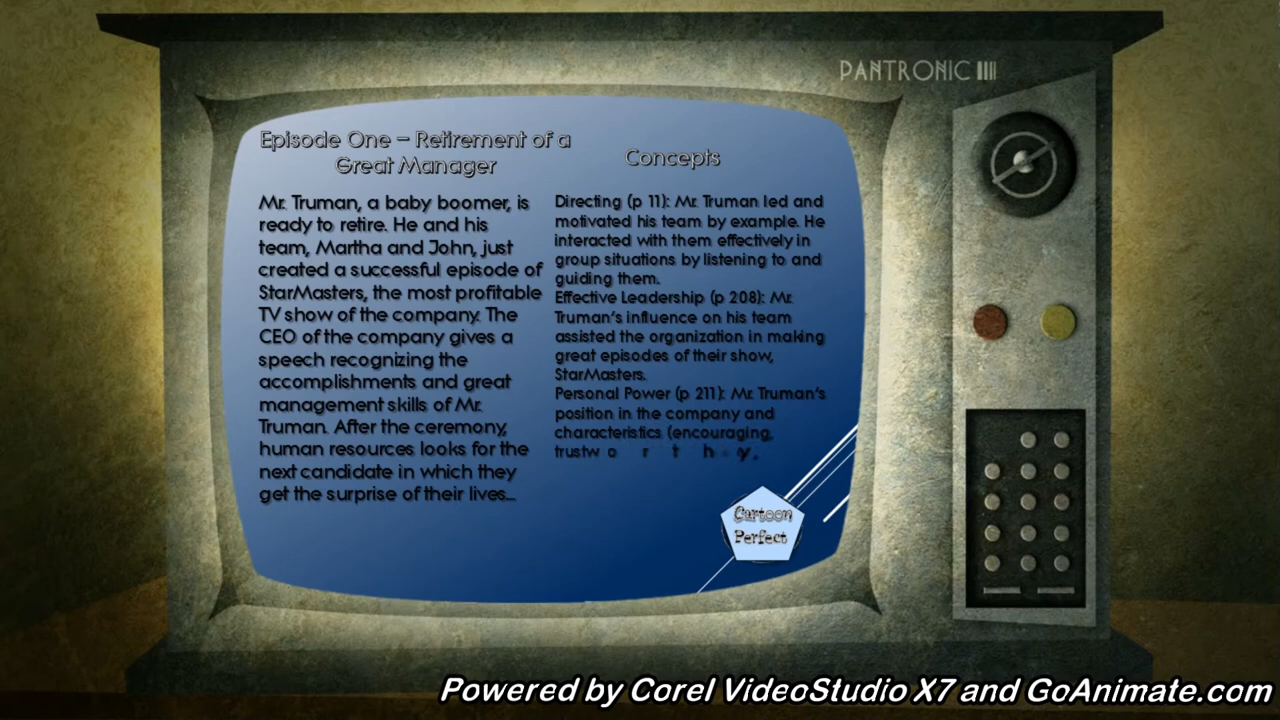 PANTRONIC
Episode One – Retirement of a
Great Manager
Mr. Truman, a baby boomer, is
ready to retire. He and his
team, Martha and John, just
created a successful episode of
StarMasters, the most profitable
TV show of the company. The
CEO of the company gives a
speech recognizing the
accomplishments and great
management skills of Mr.
Truman. After the ceremony,
human resources looks for the
next candidate in which they
get the surprise of their lives...
Concepts
Directing (p 11): Mr. Truman led and
motivated his team by example. He
interacted with them effectively in
group situations by listening to and
guiding them.
Effective Leadership (p 208): Mr.
Truman's influence on his team
assisted the organization in making
great episodes of their show,
StarMasters.
Personal Power (p 211): Mr. Truman's
position in the company and
characteristics (encouraging,
trustworthy,
Cartoon
Perfect
Powered by Corel VideoStudio X7 and GoAnimate.com